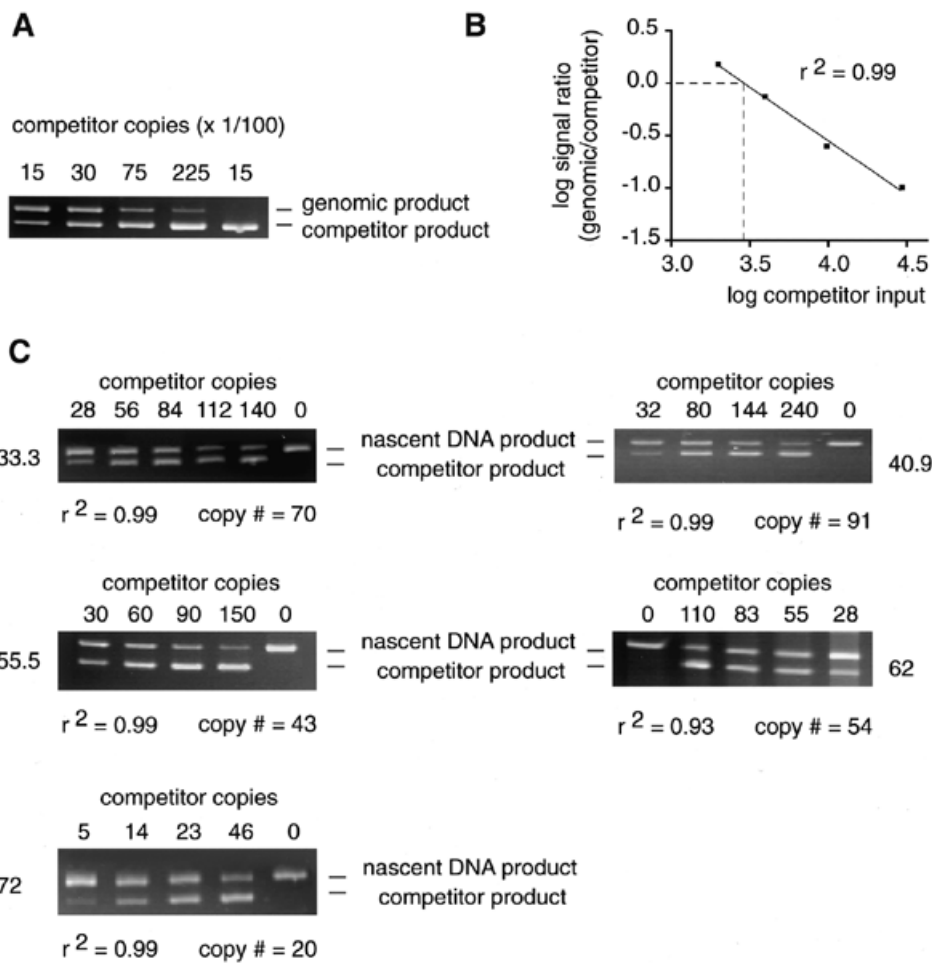 A
competitor copies (x 1/100)
15 30 75 225 15
genomic product
competitor product
B
log signal ratio
(genomic/competitor)
0.5
0.0
-0.5
-1.0
-1.5
r 2 = 0.99
3.0 3.5 4.0 4.5
log competitor input
C
competitor copies
28 56 84 112 140 0
33.3
nascent DNA product
competitor product
r 2 = 0.99 copy # = 70
competitor copies
32 80 144 240 0
40.9
r 2 = 0.99 copy # = 91
competitor copies
30 60 90 150 0
55.5
nascent DNA product
competitor product
r 2 = 0.99 copy # = 43
competitor copies
0 110 83 55 28
62
r 2 = 0.93 copy # = 54
competitor copies
5 14 23 46 0
72
nascent DNA product
competitor product
r 2 = 0.99 copy # = 20